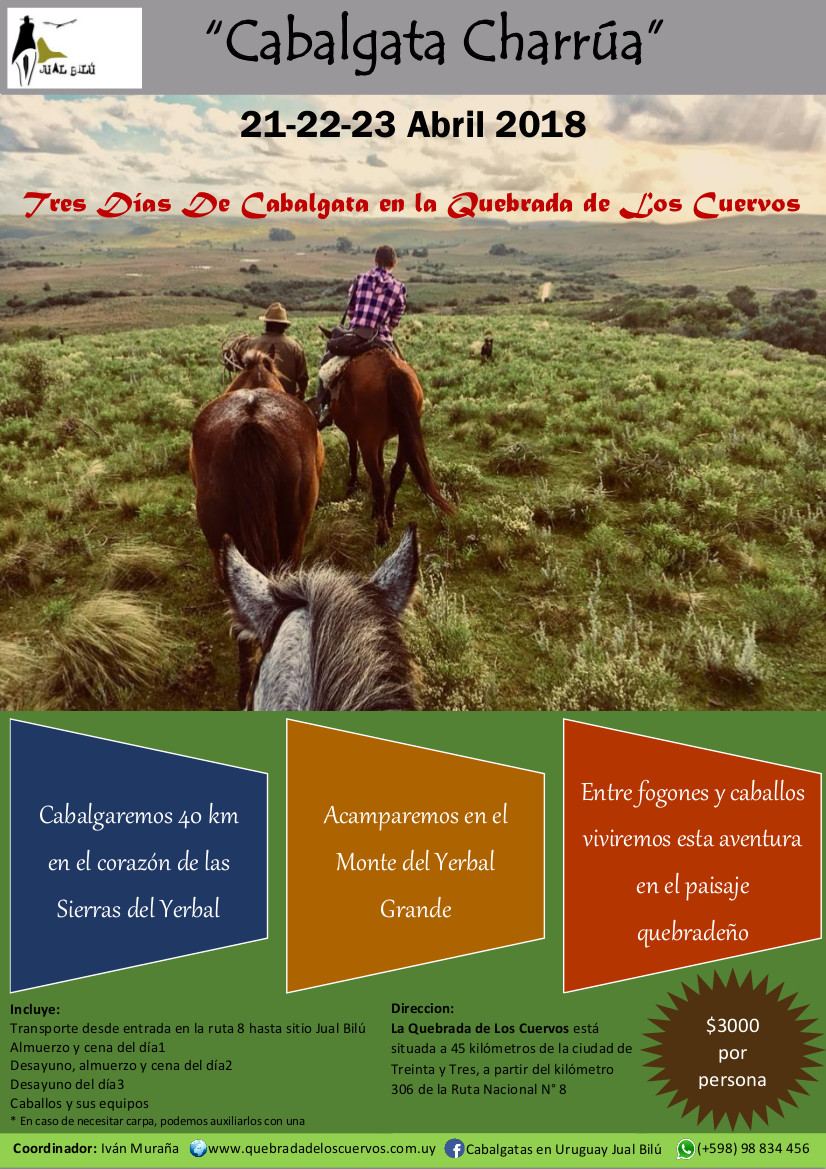 JUAL BILÚ
“Cabalgata Charrúa”
21-22-23 Abril 2018
Tres Días De Cabalgata en la Quebrada de Los Cuervos
Cabalgaremos 40 km
en el corazón de las
Sierras del Yerbal
Acamparemos en el
Monte del Yerbal
Grande
Entre fogones y caballos
viviremos esta aventura
en el paisaje
quebradeño
Incluye:
Transporte desde entrada en la ruta 8 hasta sitio Jual Bilú
Almuerzo y cena del día1
Desayuno, almuerzo y cena del día2
Desayuno del día3
Caballos y sus equipos
* En caso de necesitar carpa, podemos auxiliarlos con una
Direccion:
La Quebrada de Los Cuervos está
situada a 45 kilómetros de la ciudad de
Treinta y Tres, a partir del kilómetro
306 de la Ruta Nacional N° 8
$3000
por
persona
Coordinador: Iván Muraña www.quebradadeloscuervos.com.uy Cabalgatas en Uruguay Jual Bilú (+598) 98 834 456